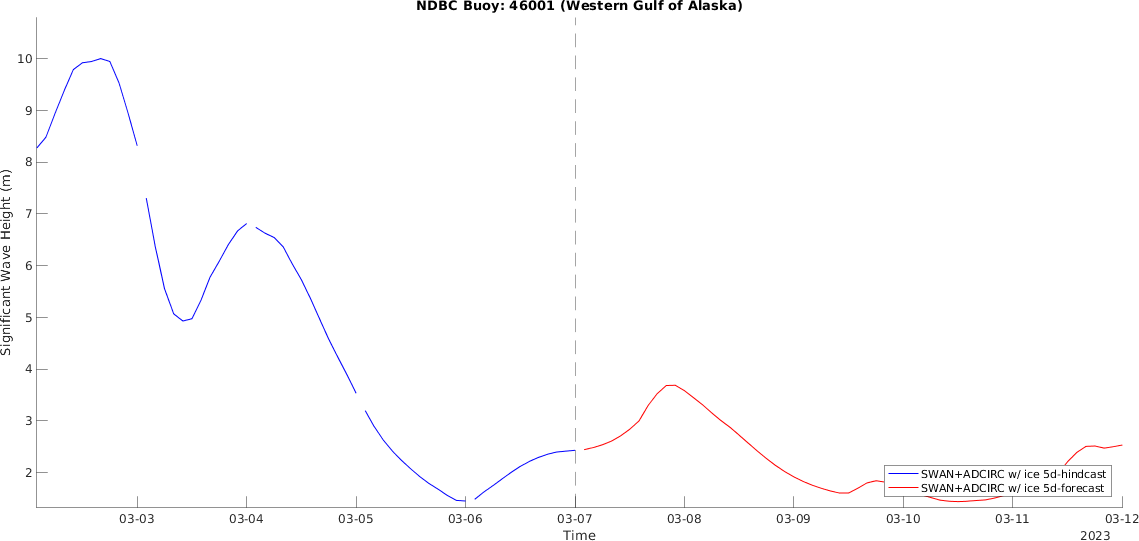 NDBC Buoy: 46001 (Western Gulf of Alaska)
Significant Wave Height (m)
10
9
8
7
6
5
4
3
2
SWAN+ADCIRC w/ ice 5d-hindcast
SWAN+ADCIRC w/ ice 5d-forecast
03-03 03-04 03-05 03-06 03-07 03-08 03-09 03-10 03-11 03-12
Time
2023